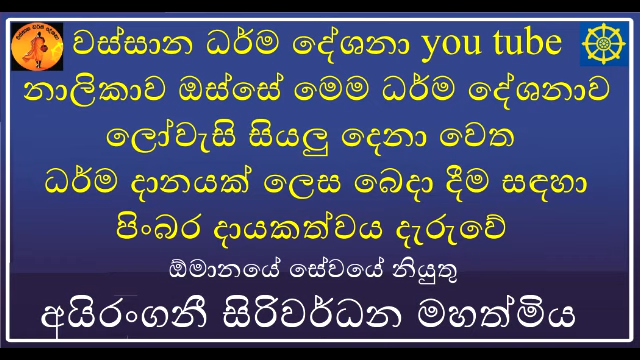 වස්සාන ධර්ම දේශනා you tube
නාලිකාව ඔස්සේ මෙම ධර්ම දේශනාව
ලෝවැසි සියලු දෙනා වෙත
ධර්ම දානයක් ලෙස බෙදා දීම සඳහා
පිංබර දායකත්වය දැරුවේ
ඕමානයේ සේවයේ නියුතු
අයිරංගනී සිරිවර්ධන මහත්මිය